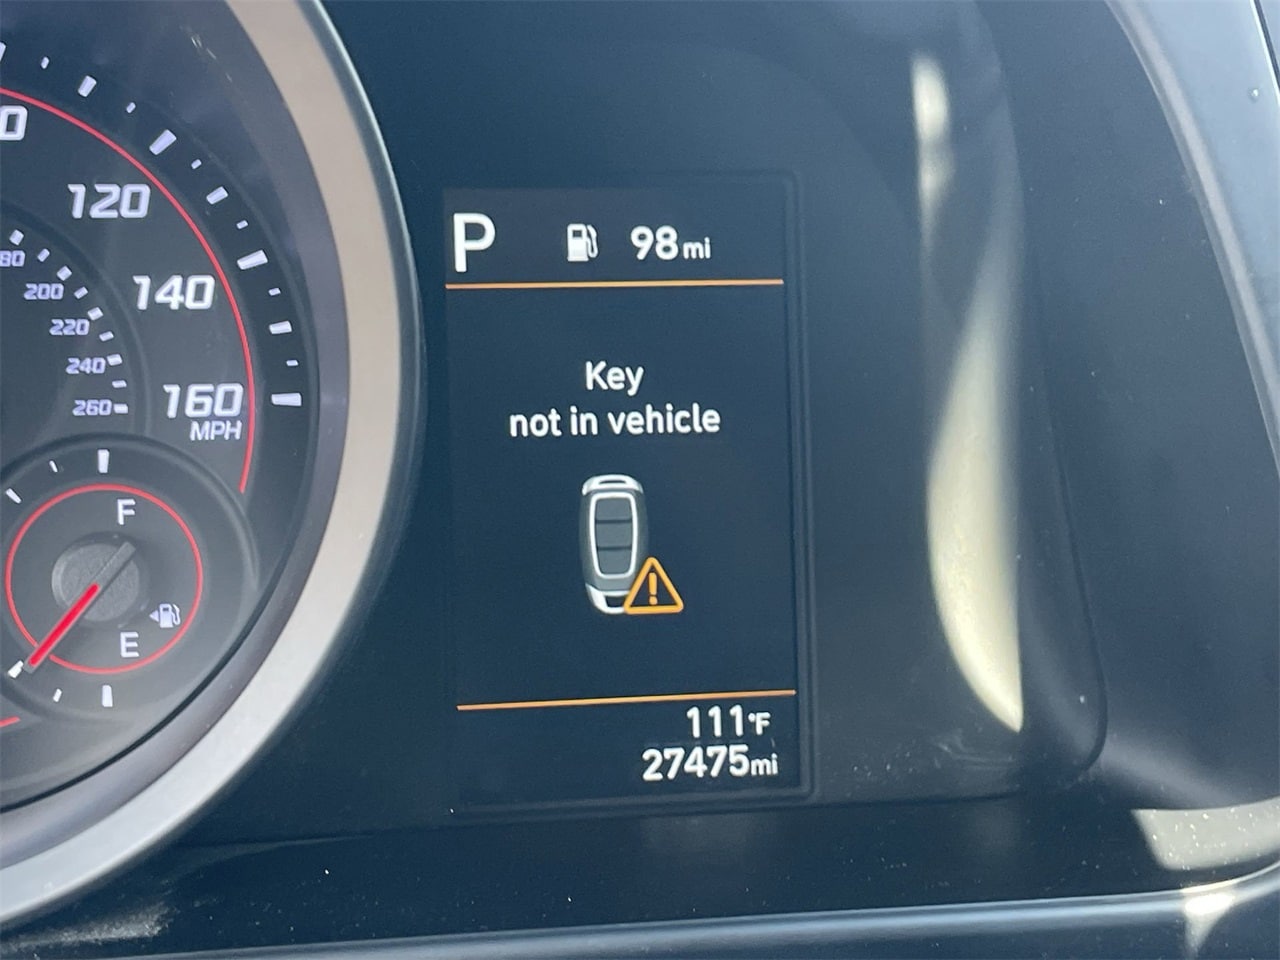 P 98mi
Key
not in vehicle
111°F
27475mi
120
140
160
MPH
200
220
240
260
F
E